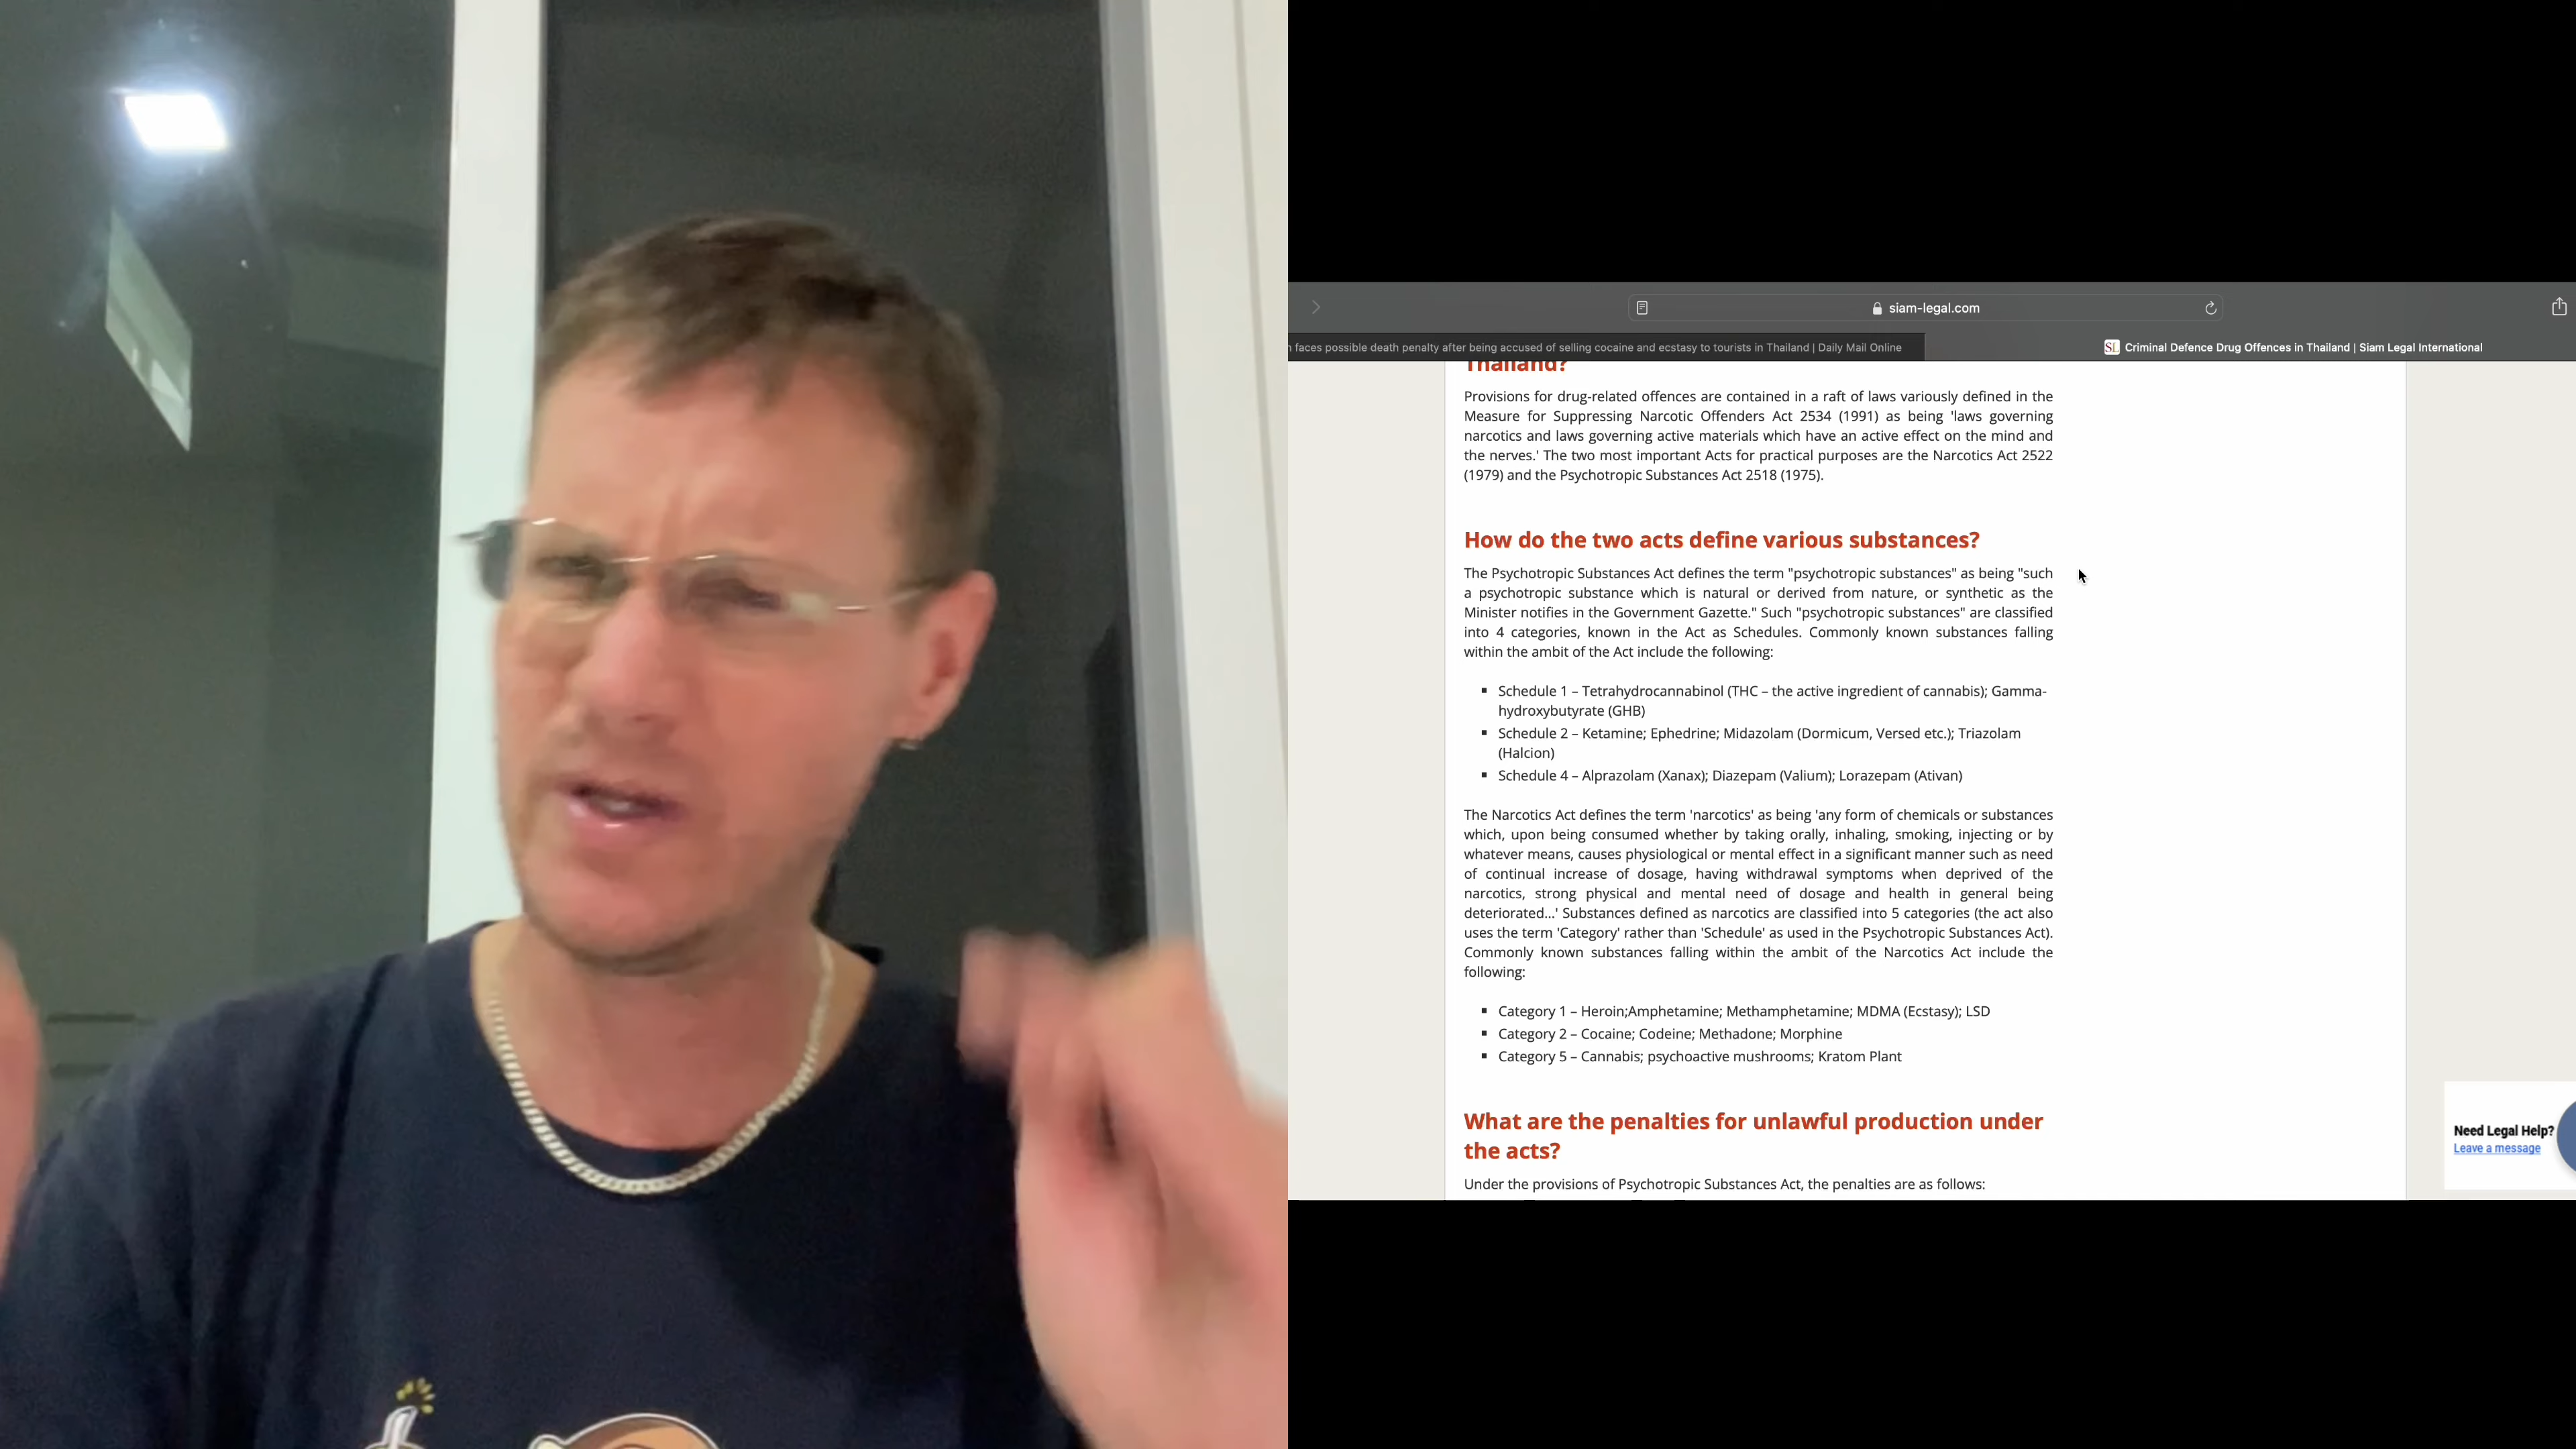 siam-legal.com
faces possible death penalty after being accused of selling cocaine and ecstasy to tourists in Thailand | Daily Mail Online
SL Criminal Defence Drug Offences in Thailand | Siam Legal International
Thailand?
Provisions for drug-related offences are contained in a raft of laws variously defined in the
Measure for Suppressing Narcotic Offenders Act 2534 (1991) as being 'laws governing
narcotics and laws governing active materials which have an active effect on the mind and
the nerves.' The two most important Acts for practical purposes are the Narcotics Act 2522
(1979) and the Psychotropic Substances Act 2518 (1975).
How do the two acts define various substances?
The Psychotropic Substances Act defines the term "psychotropic substances" as being "such
a psychotropic substance which is natural or derived from nature, or synthetic as the
Minister notifies in the Government Gazette." Such "psychotropic substances" are classified
into 4 categories, known in the Act as Schedules. Commonly known substances falling
within the ambit of the Act include the following:
▪ Schedule 1 – Tetrahydrocannabinol (THC – the active ingredient of cannabis); Gamma-
hydroxybutyrate (GHB)
▪ Schedule 2 – Ketamine; Ephedrine; Midazolam (Dormicum, Versed etc.); Triazolam
(Halcion)
▪ Schedule 4 – Alprazolam (Xanax); Diazepam (Valium); Lorazepam (Ativan)
The Narcotics Act defines the term 'narcotics' as being 'any form of chemicals or substances
which, upon being consumed whether by taking orally, inhaling, smoking, injecting or by
whatever means, causes physiological or mental effect in a significant manner such as need
of continual increase of dosage, having withdrawal symptoms when deprived of the
narcotics, strong physical and mental need of dosage and health in general being
deteriorated...' Substances defined as narcotics are classified into 5 categories (the act also
uses the term 'Category' rather than 'Schedule' as used in the Psychotropic Substances Act).
Commonly known substances falling within the ambit of the Narcotics Act include the
following:
▪ Category 1 – Heroin;Amphetamine; Methamphetamine; MDMA (Ecstasy); LSD
▪ Category 2 – Cocaine; Codeine; Methadone; Morphine
▪ Category 5 – Cannabis; psychoactive mushrooms; Kratom Plant
What are the penalties for unlawful production under
the acts?
Under the provisions of Psychotropic Substances Act, the penalties are as follows:
Need Legal Help?
Leave a message